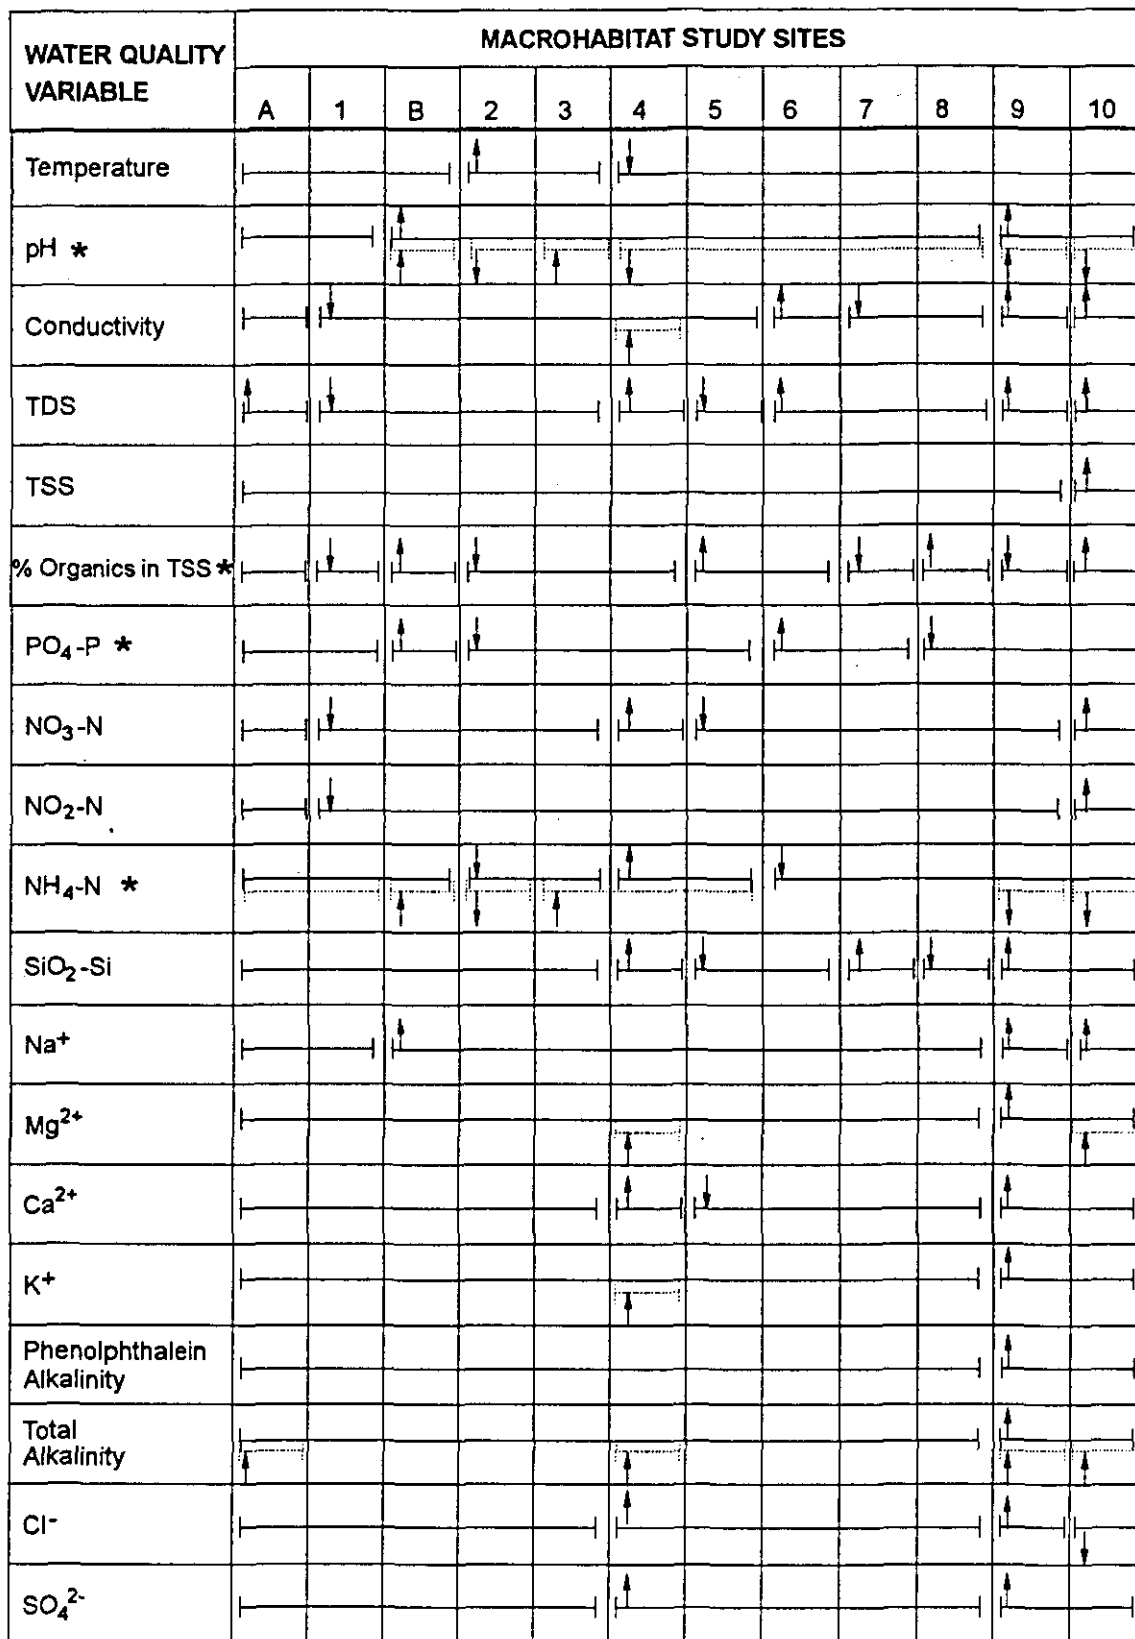 WATER QUALITY
VARIABLE
MACROHABITAT STUDY SITES
A 1 B 2 3 4 5 6 7 8 9 10
Temperature
pH *
Conductivity
TDS
TSS
% Organics in TSS *
PO₄-P *
NO₃-N
NO₂-N
NH₄-N *
SiO₂-Si
Na⁺
Mg²⁺
Ca²⁺
K⁺
Phenolphthalein
Alkalinity
Total
Alkalinity
Cl⁻
SO₄²⁻